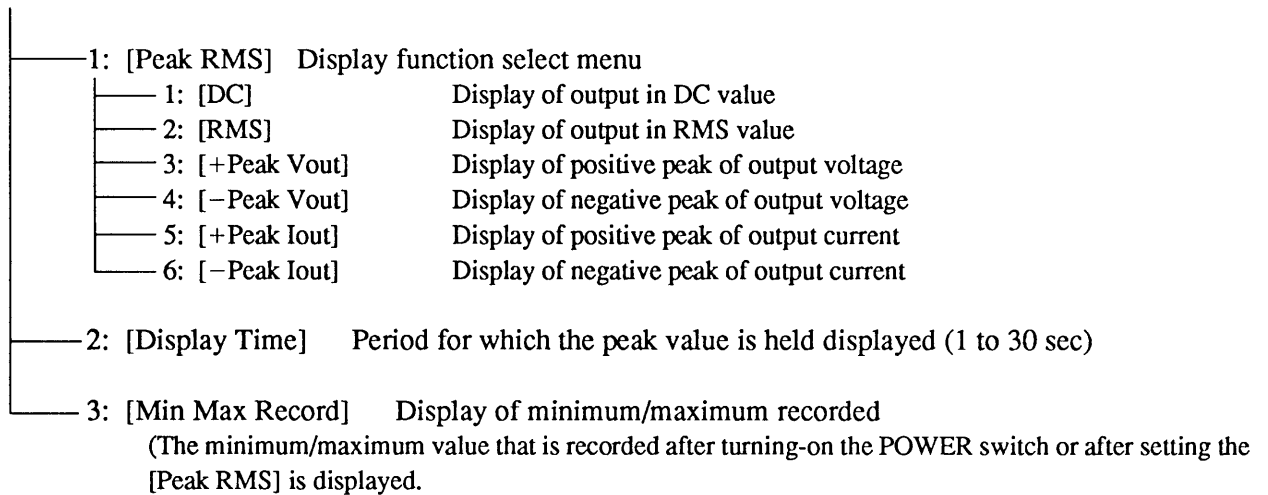 1: [Peak RMS] Display function select menu
1: [DC] Display of output in DC value
2: [RMS] Display of output in RMS value
3: [+Peak Vout] Display of positive peak of output voltage
4: [−Peak Vout] Display of negative peak of output voltage
5: [+Peak Iout] Display of positive peak of output current
6: [−Peak Iout] Display of negative peak of output current
2: [Display Time] Period for which the peak value is held displayed (1 to 30 sec)
3: [Min Max Record] Display of minimum/maximum recorded
(The minimum/maximum value that is recorded after turning-on the POWER switch or after setting the
[Peak RMS] is displayed.